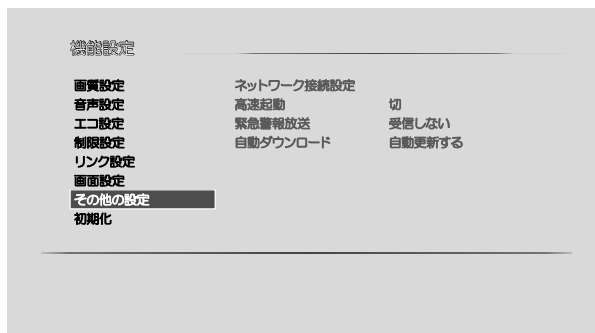 機能設定
画質設定
音声設定
エコ設定
制限設定
リンク設定
画面設定
その他の設定
初期化
ネットワーク接続設定
高速起動 切
緊急警報放送 受信しない
自動ダウンロード 自動更新する